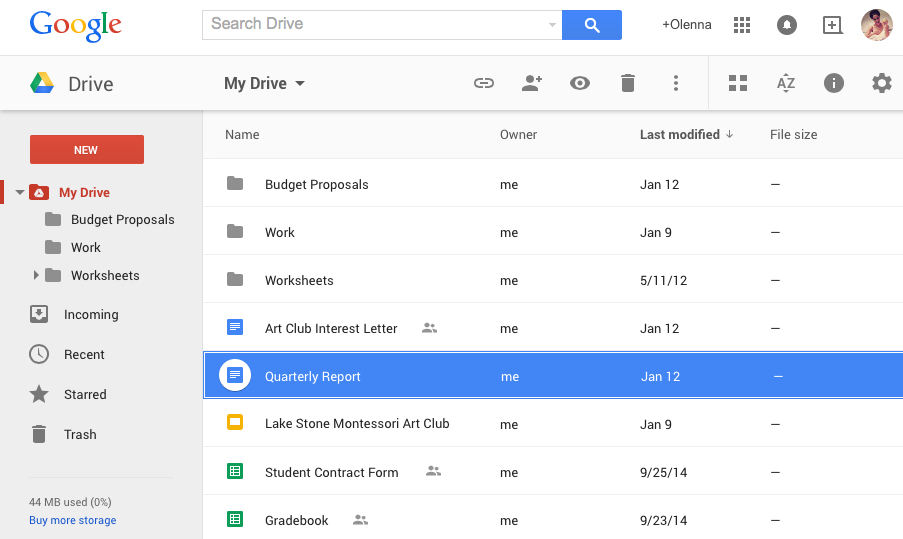 Google
Search Drive
+Olenna
Drive
My Drive
AZ
NEW
My Drive
Budget Proposals
Work
Worksheets
Incoming
Recent
Starred
Trash
44 MB used (0%)
Buy more storage
Name Owner Last modified ↓ File size
Budget Proposals me Jan 12 —
Work me Jan 9 —
Worksheets me 5/11/12 —
Art Club Interest Letter me Jan 12 —
Quarterly Report me Jan 12 —
Lake Stone Montessori Art Club me Jan 9 —
Student Contract Form me 9/25/14 —
Gradebook me 9/23/14 —